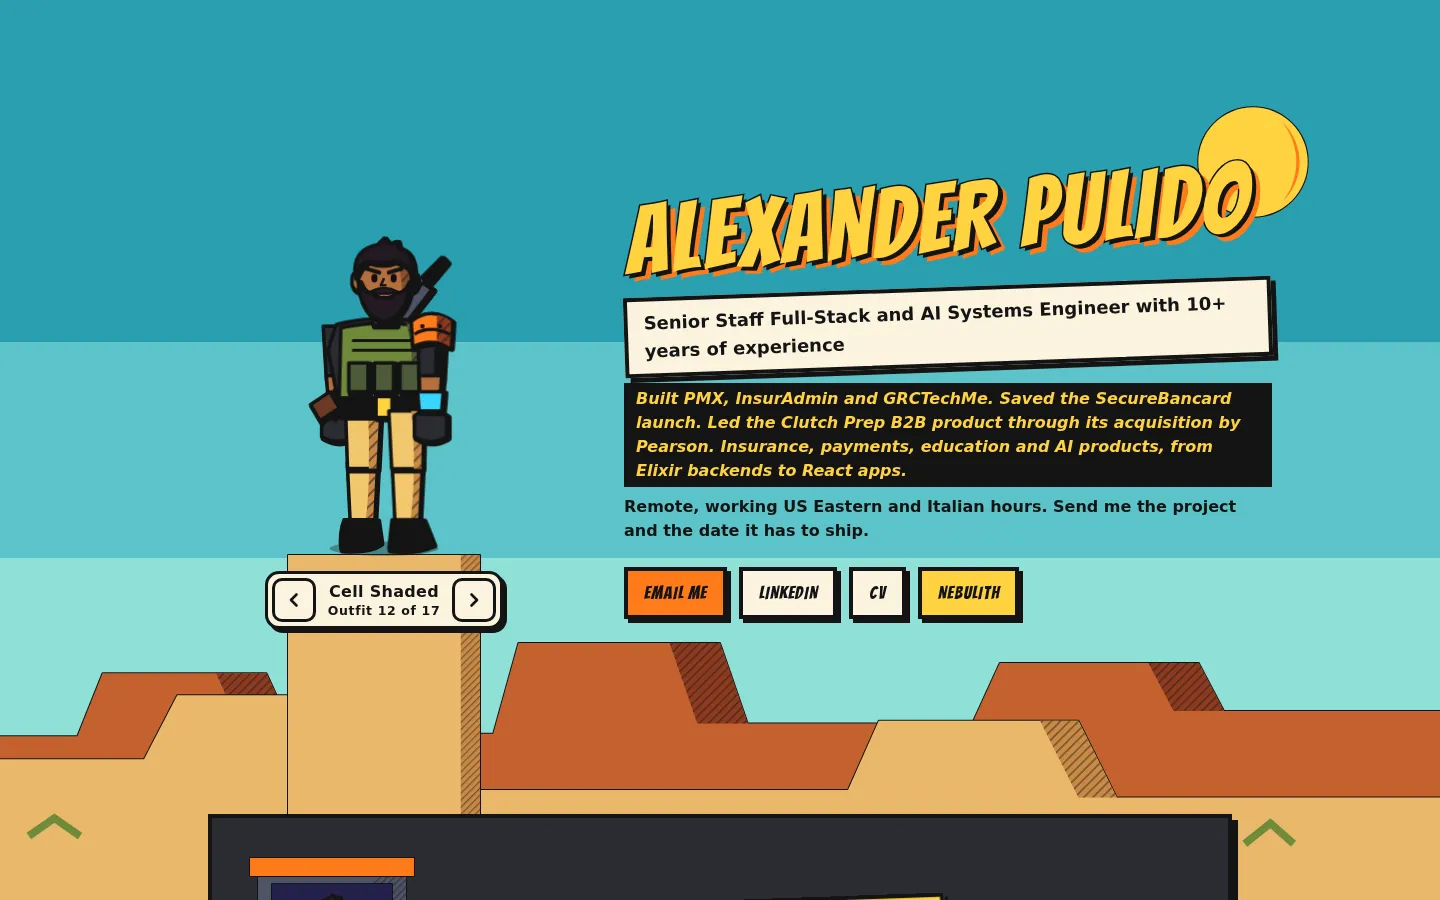 ALEXANDER PULIDO
Senior Staff Full-Stack and AI Systems Engineer with 10+
years of experience
Built PMX, InsurAdmin and GRCTechMe. Saved the SecureBancard
launch. Led the Clutch Prep B2B product through its acquisition by
Pearson. Insurance, payments, education and AI products, from
Elixir backends to React apps.
Remote, working US Eastern and Italian hours. Send me the project
and the date it has to ship.
EMAIL ME
LINKEDIN
CV
NEBULITH
Cell Shaded
Outfit 12 of 17